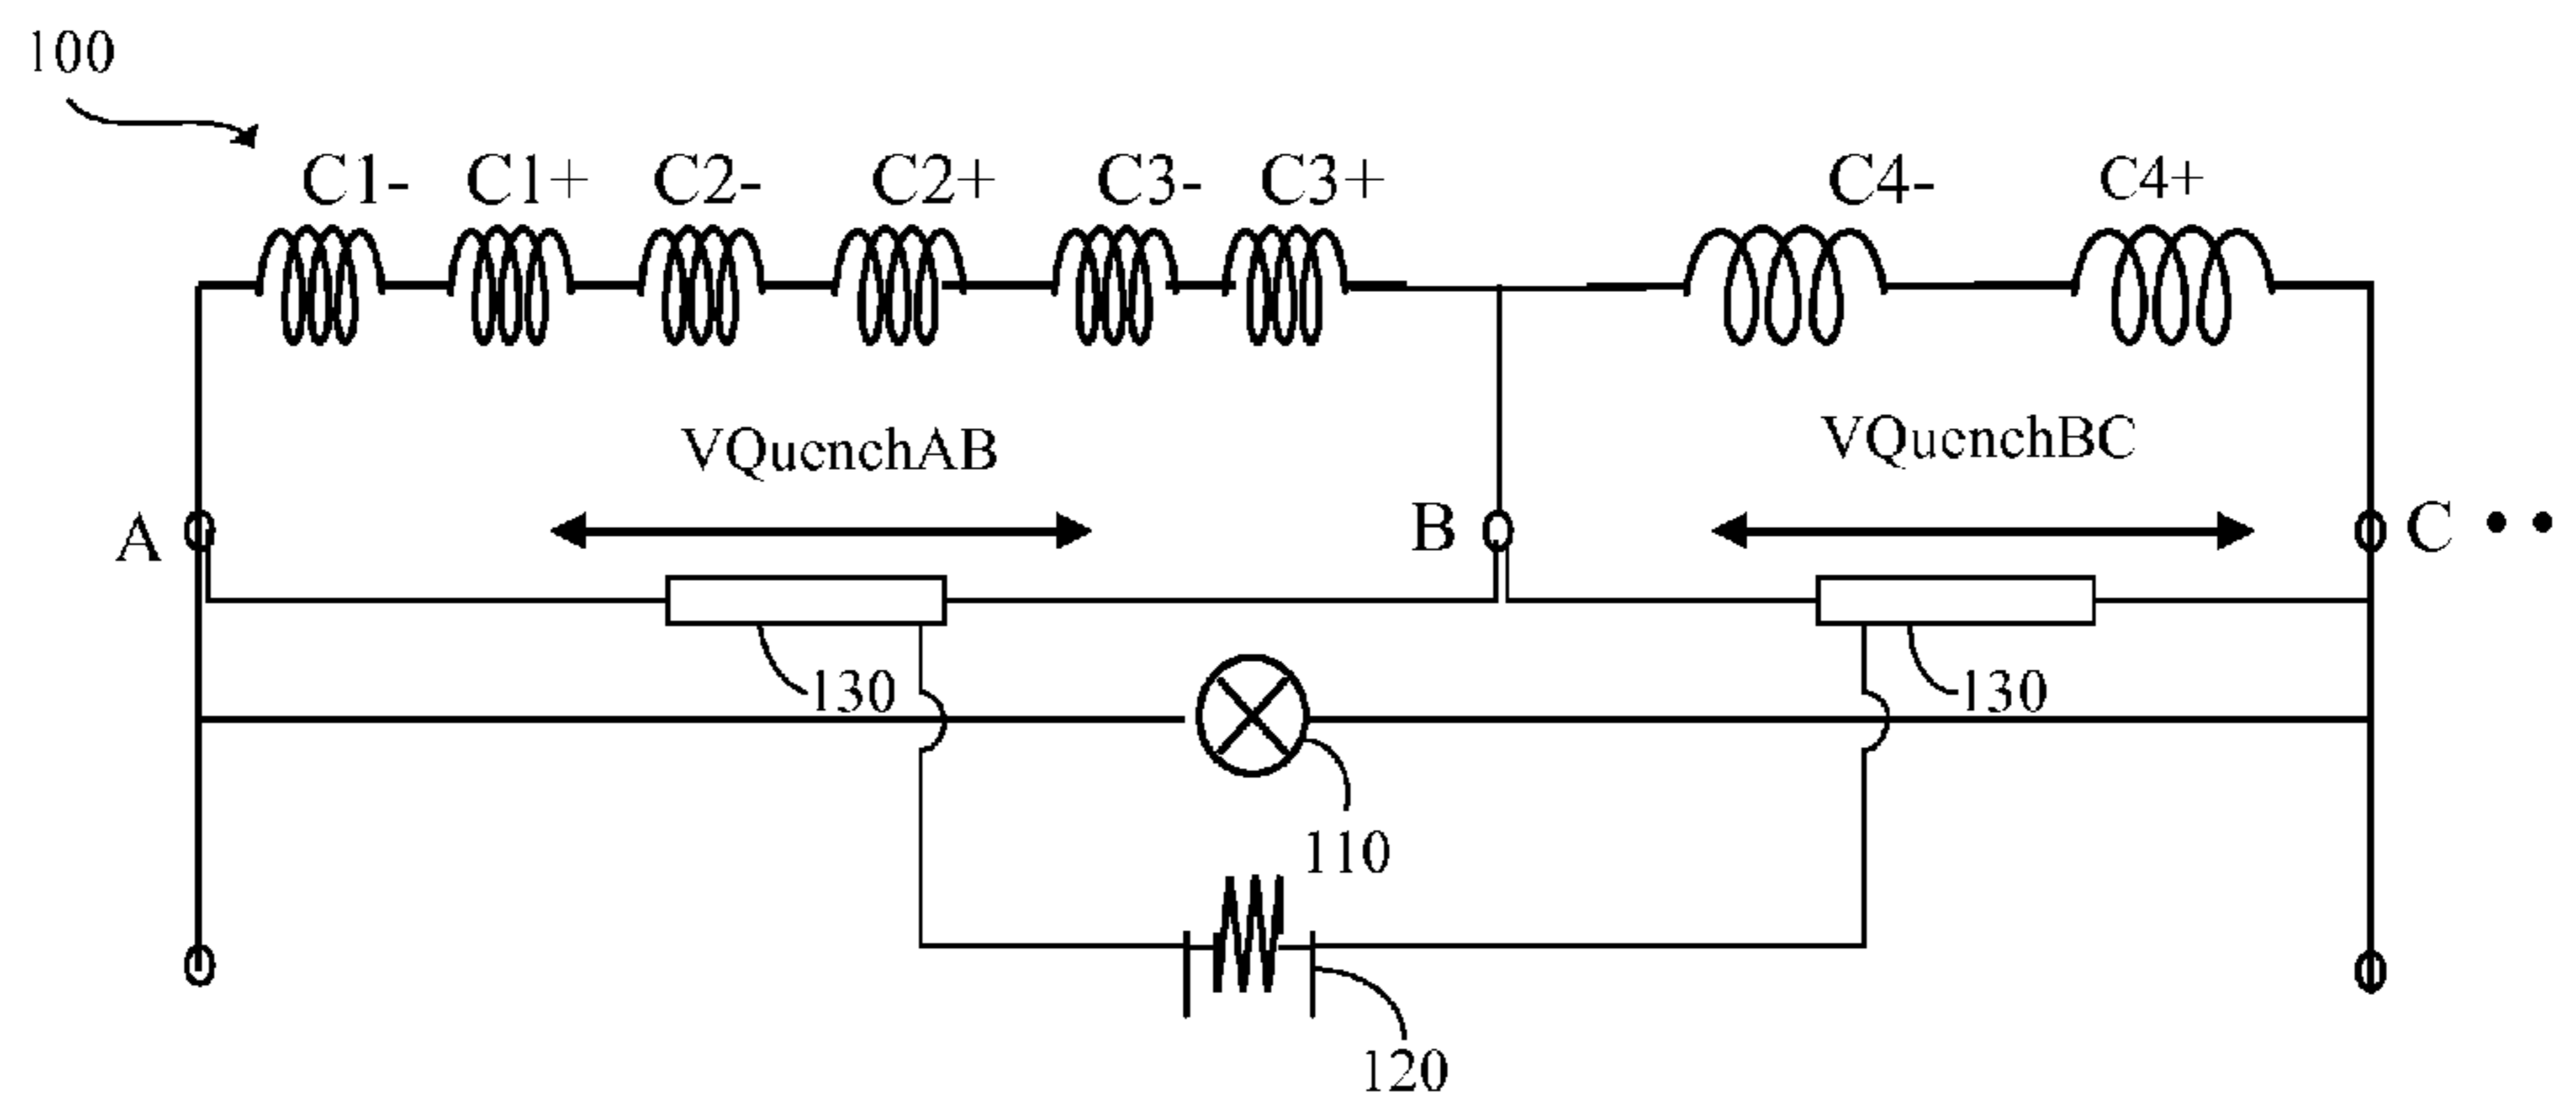 100
C1- C1+ C2- C2+ C3- C3+ C4- C4+
VQucnchAB VQucnchBC
A B C
130 130
110
120